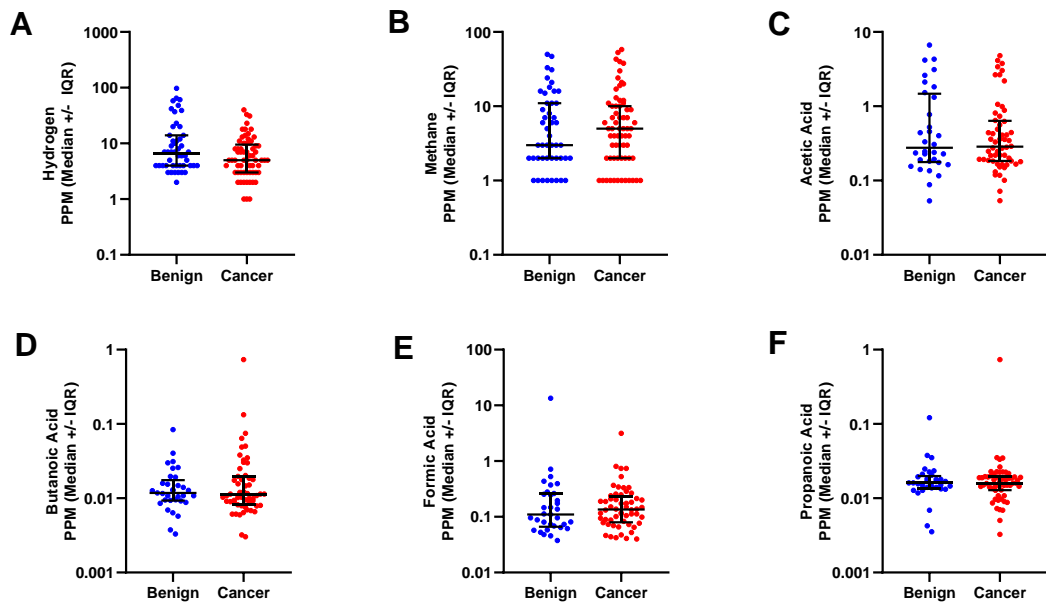 A
Hydrogen
PPM (Median +/- IQR)
1000
100
10
1
0.1
Benign
Cancer
B
Methane
PPM (Median +/- IQR)
100
10
1
0.1
Benign
Cancer
C
Acetic Acid
PPM (Median +/- IQR)
10
1
0.1
0.01
Benign
Cancer
D
Butanoic Acid
PPM (Median +/- IQR)
1
0.1
0.01
0.001
Benign
Cancer
E
Formic Acid
PPM (Median +/- IQR)
100
10
1
0.1
0.01
Benign
Cancer
F
Propanoic Acid
PPM (Median +/- IQR)
1
0.1
0.01
0.001
Benign
Cancer